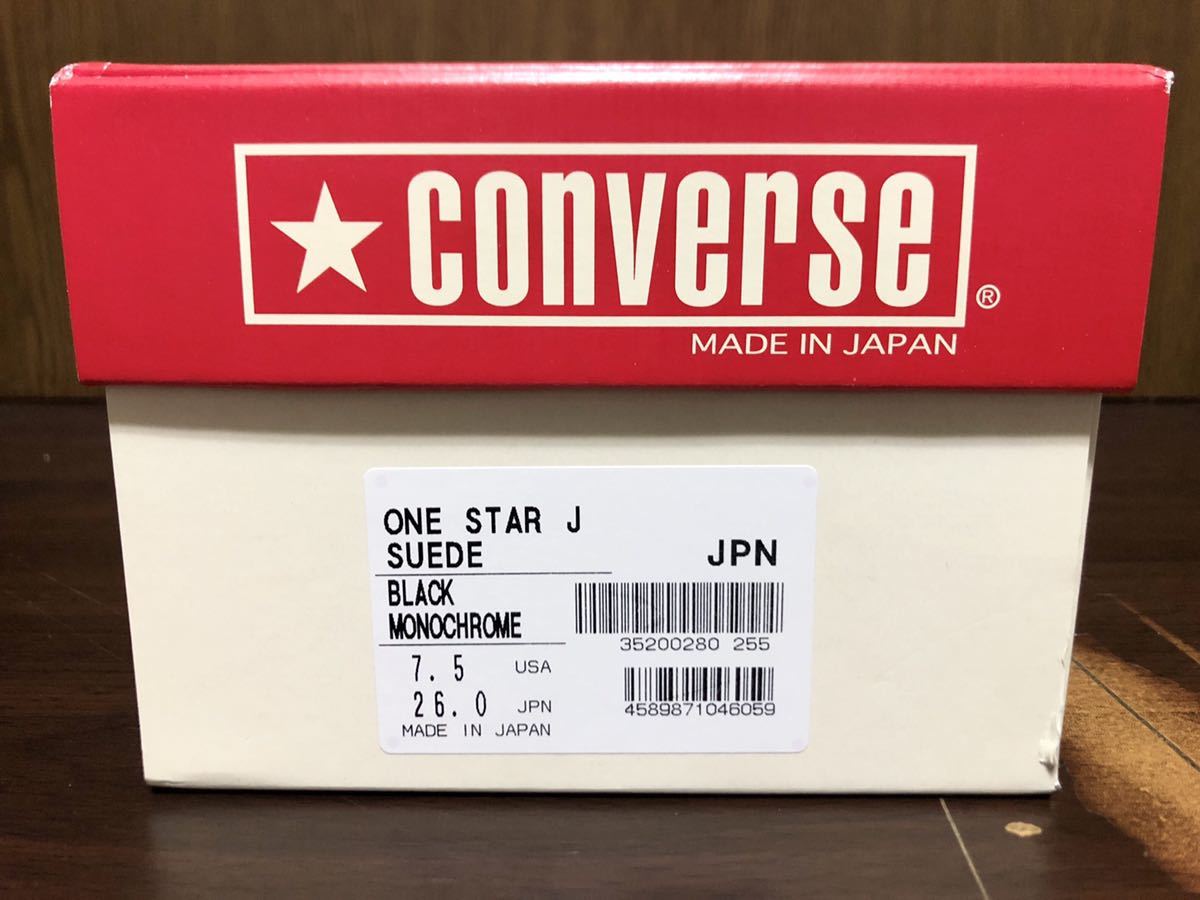 CONVERSE
®
MADE IN JAPAN
ONE STAR J
SUEDE
JPN
BLACK
MONOCHROME
35200280 255
7.5 USA
26.0 JPN
4589871046059
MADE IN JAPAN